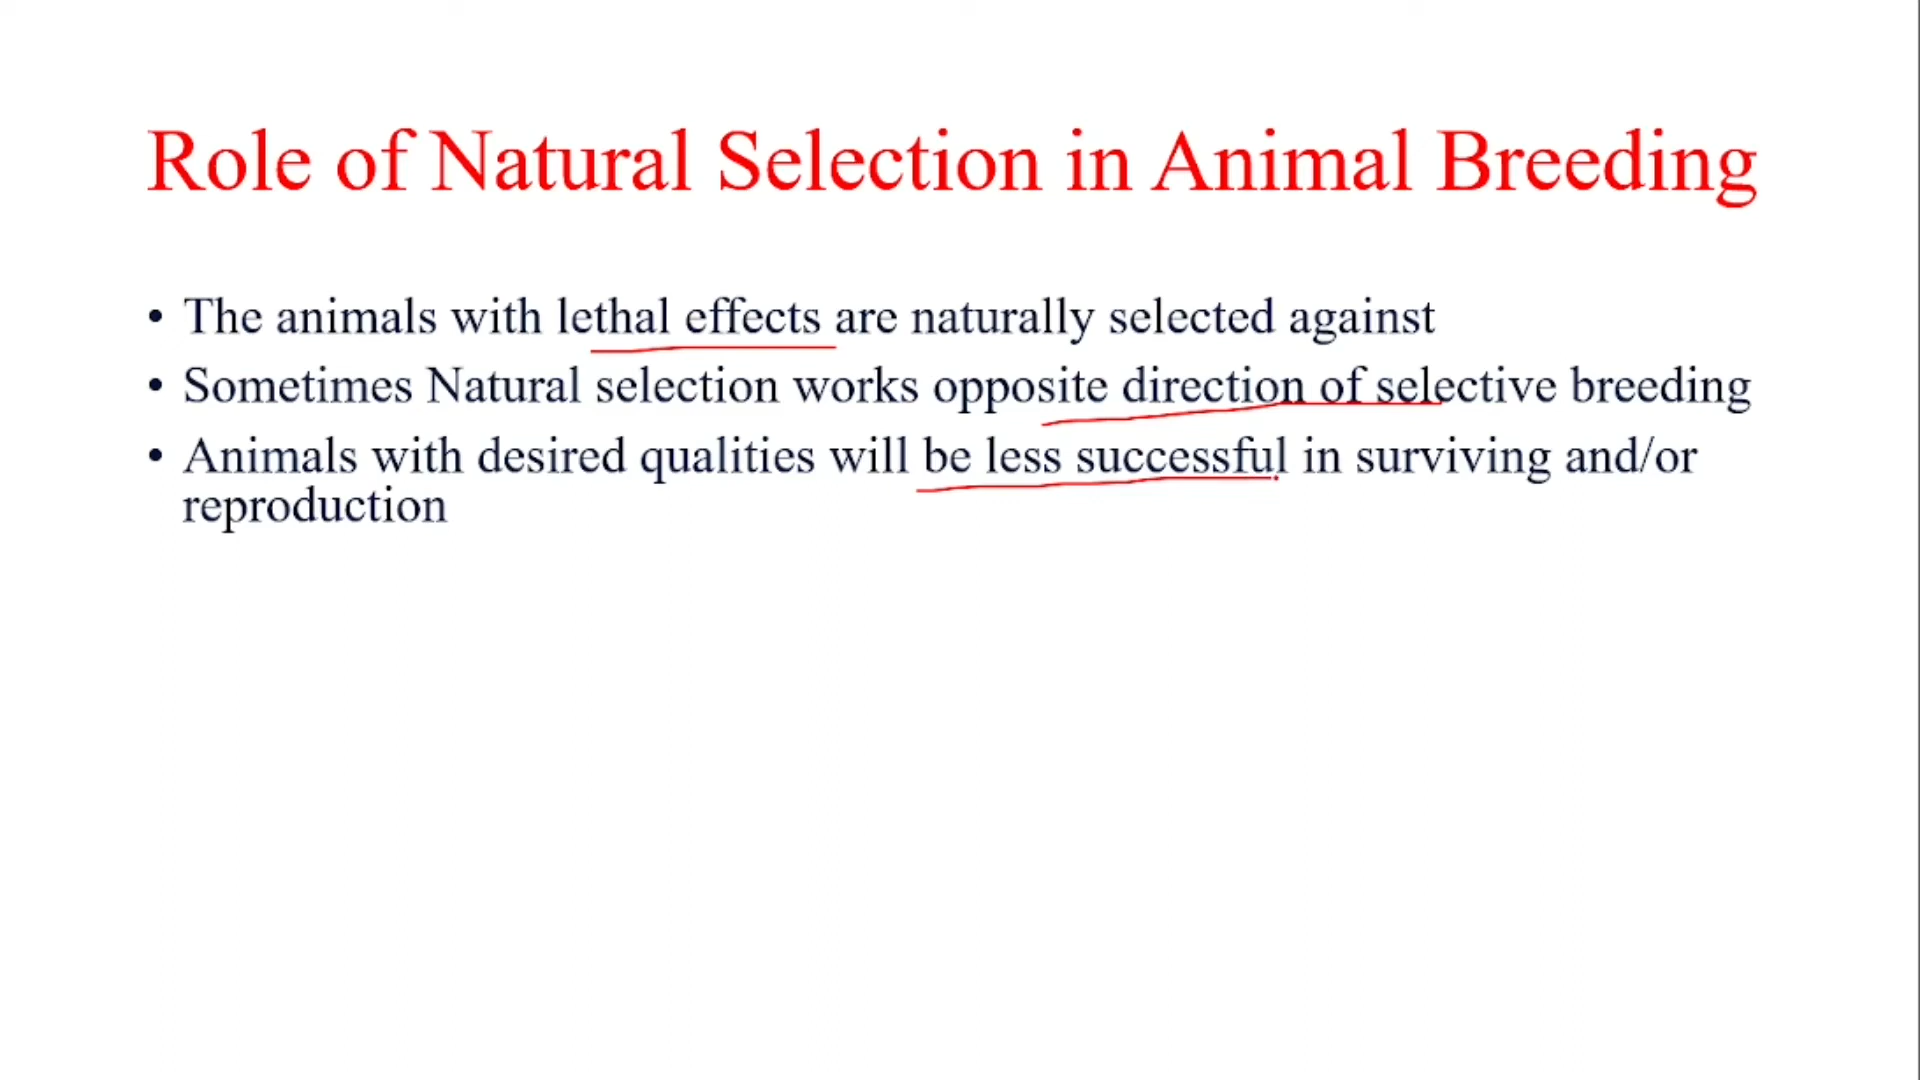 Role of Natural Selection in Animal Breeding
• The animals with lethal effects are naturally selected against
• Sometimes Natural selection works opposite direction of selective breeding
• Animals with desired qualities will be less successful in surviving and/or
reproduction